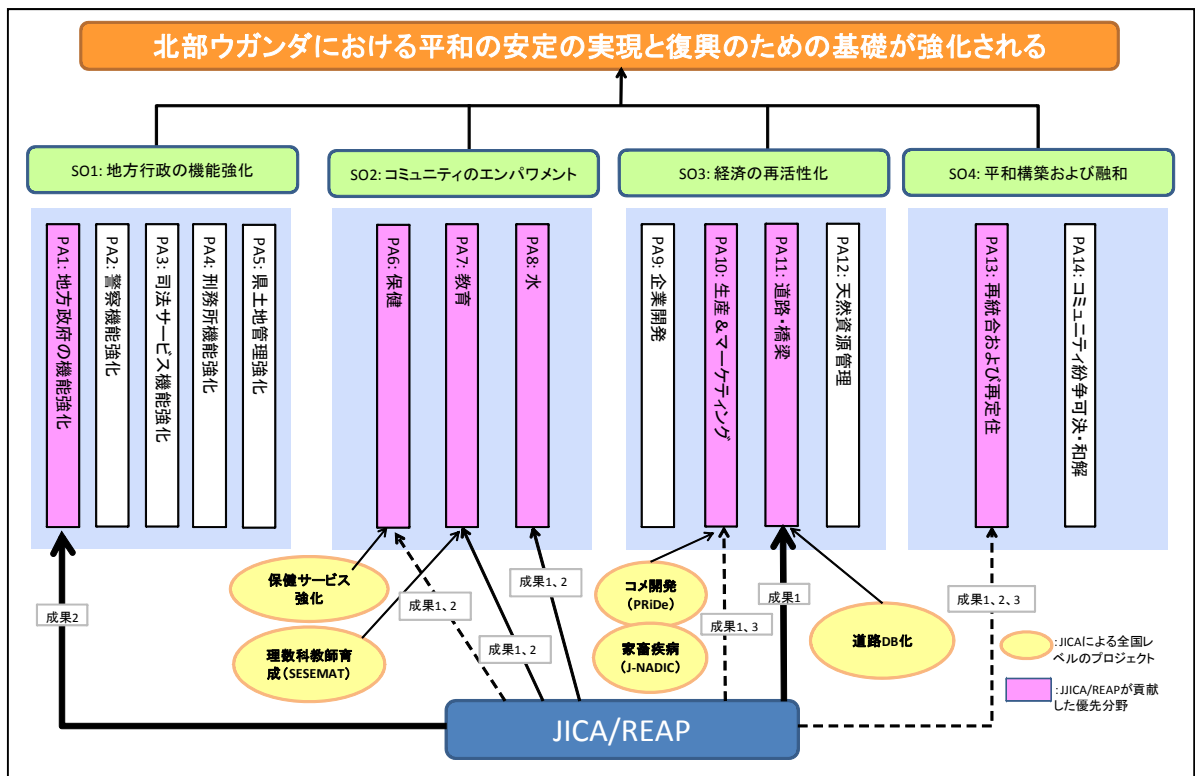 北部ウガンダにおける平和の安定の実現と復興のための基礎が強化される
SO1: 地方行政の機能強化
SO2: コミュニティのエンパワメント
SO3: 経済の再活性化
SO4: 平和構築および融和
PA1: 地方政府の機能強化
PA2: 警察機能強化
PA3: 司法サービス機能強化
PA4: 刑務所機能強化
PA5: 県土地管理強化
PA6: 保健
PA7: 教育
PA8: 水
PA9: 企業開発
PA10: 生産＆マーケティング
PA11: 道路・橋梁
PA12: 天然資源管理
PA13: 再統合および再定住
PA14: コミュニティ紛争可決・和解
保健サービス
強化
理数科教師育
成（SESEMAT）
コメ開発
（PRiDe）
家畜疾病
（J-NADIC）
道路DB化
成果2
成果1、2
成果1、2
成果1、2
成果1、3
成果1
成果1、2、3
:JICAによる全国レ
ベルのプロジェクト
:JJICA/REAPが貢献
した優先分野
JICA/REAP